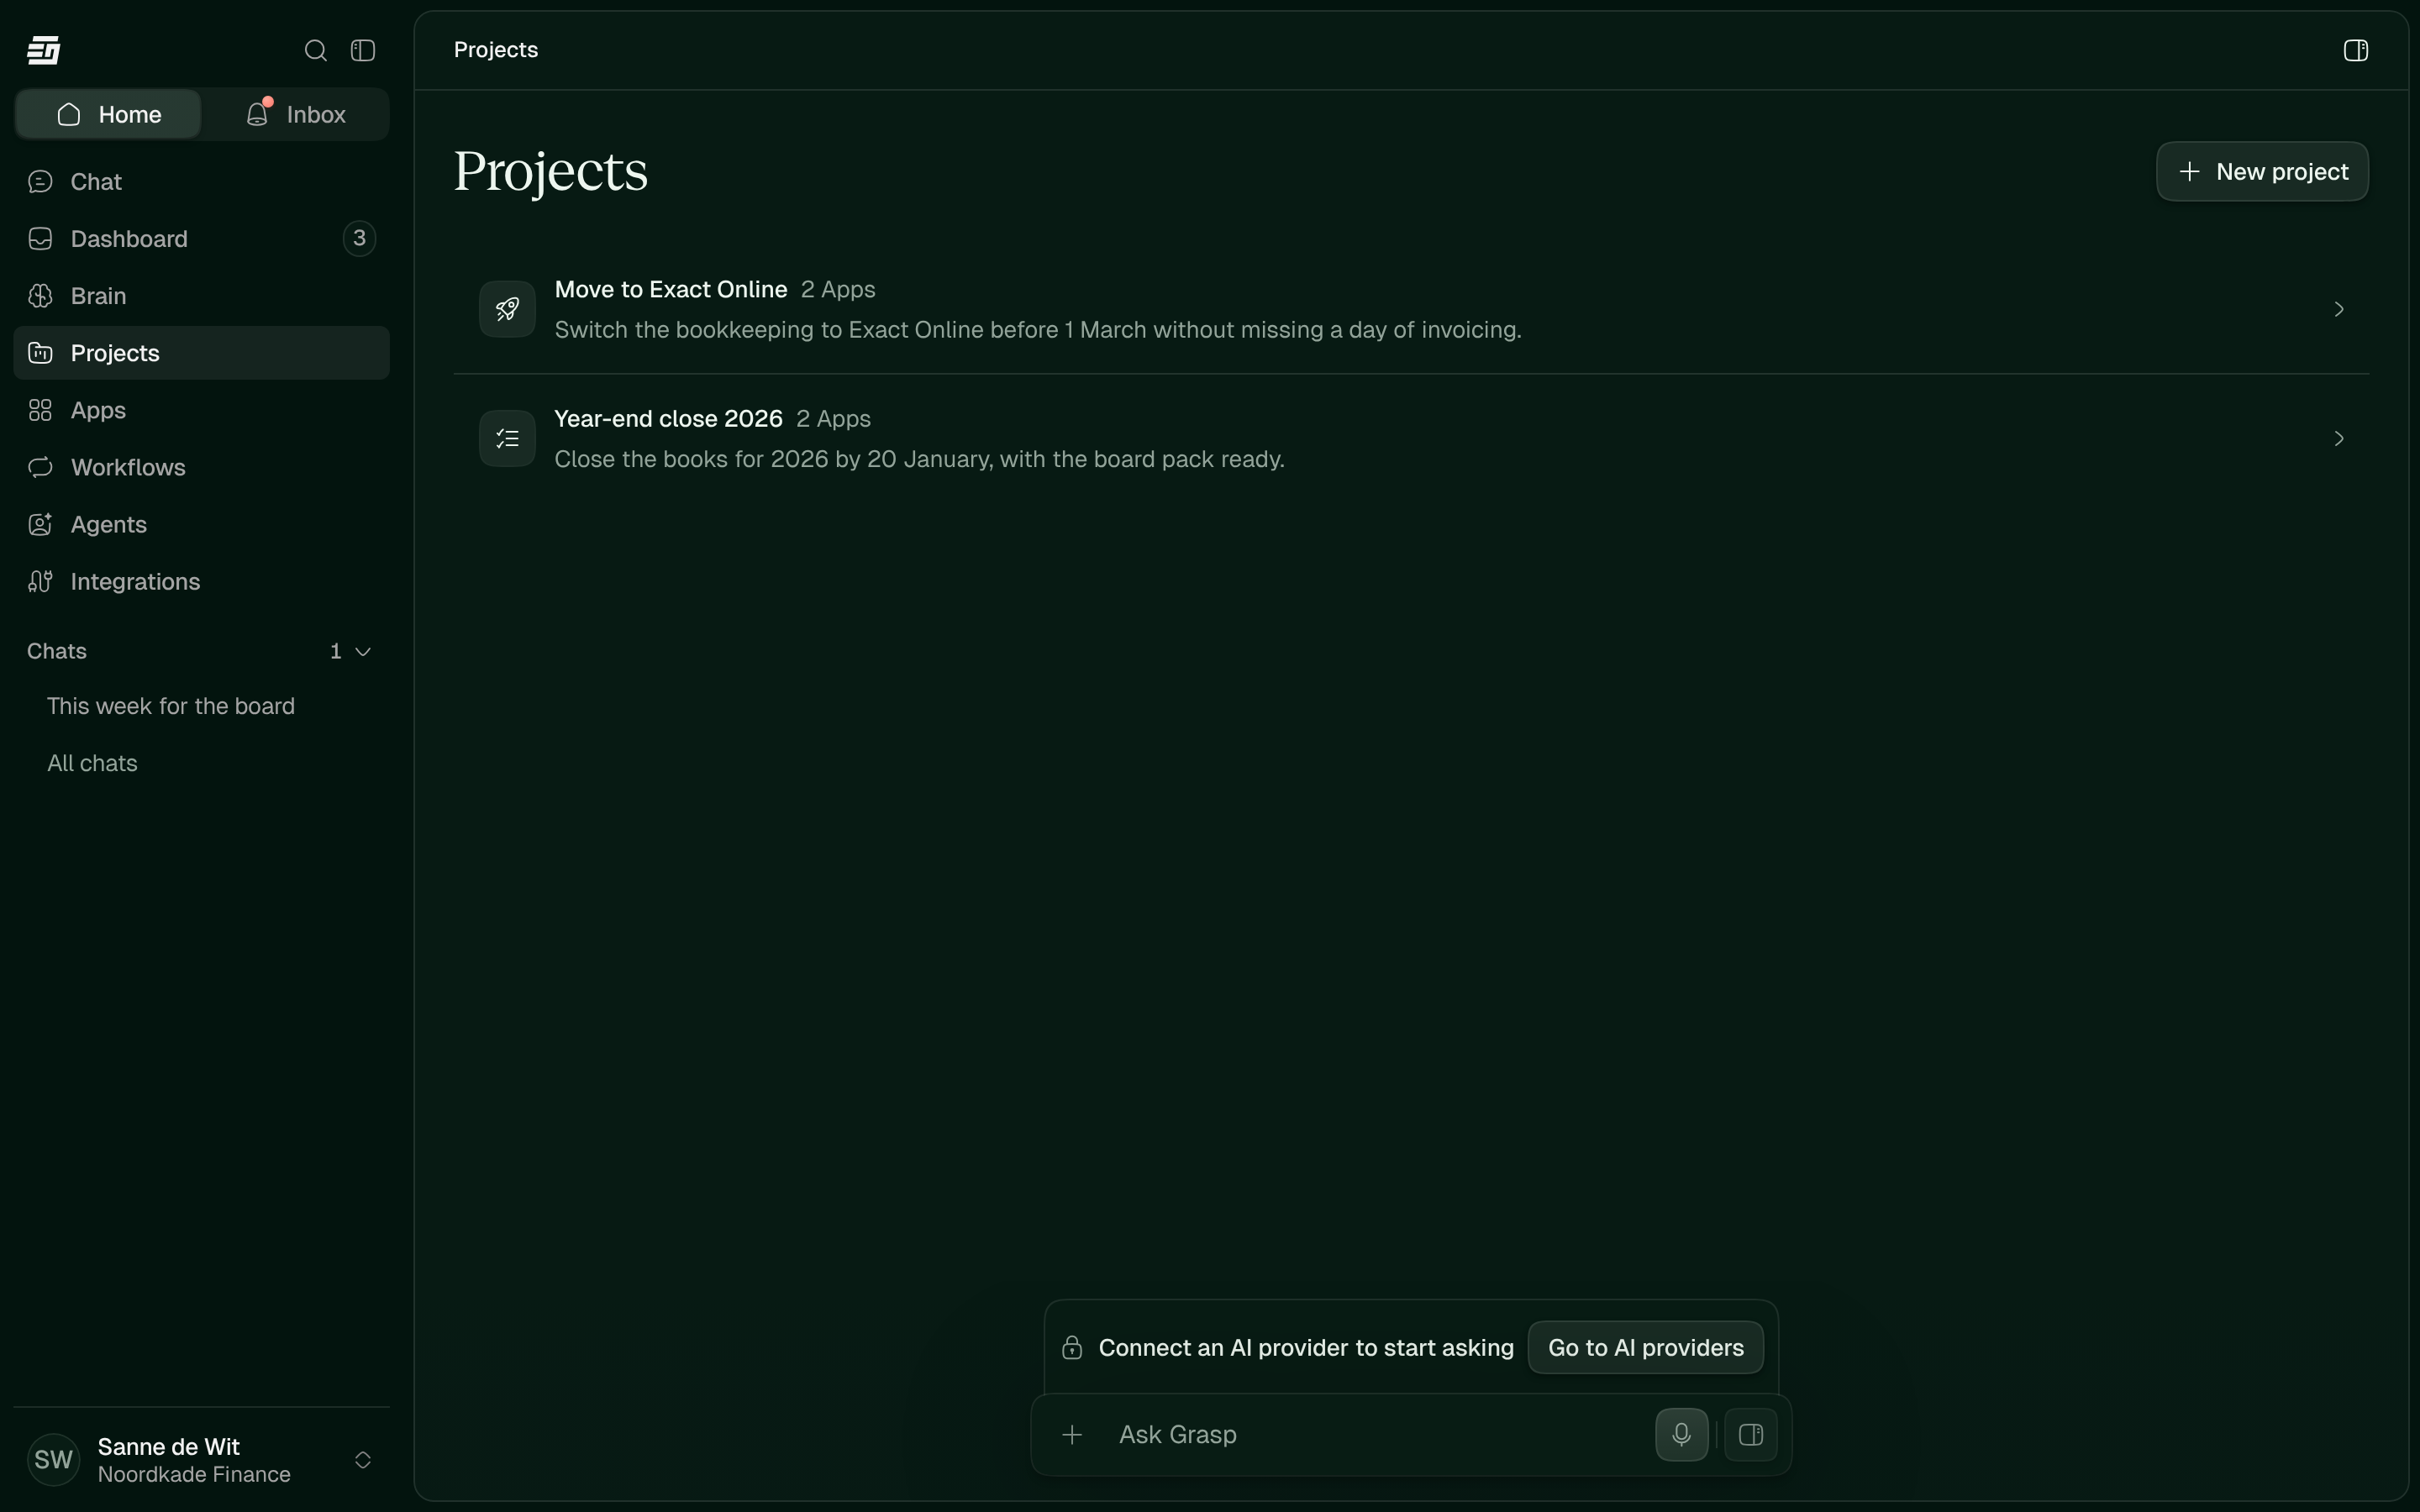 Home
Inbox
Chat
Dashboard
3
Brain
Projects
Apps
Workflows
Agents
Integrations
Chats
1
This week for the board
All chats
SW
Sanne de Wit
Noordkade Finance
Projects
Projects
New project
Move to Exact Online 2 Apps
Switch the bookkeeping to Exact Online before 1 March without missing a day of invoicing.
Year-end close 2026 2 Apps
Close the books for 2026 by 20 January, with the board pack ready.
Connect an AI provider to start asking
Go to AI providers
Ask Grasp